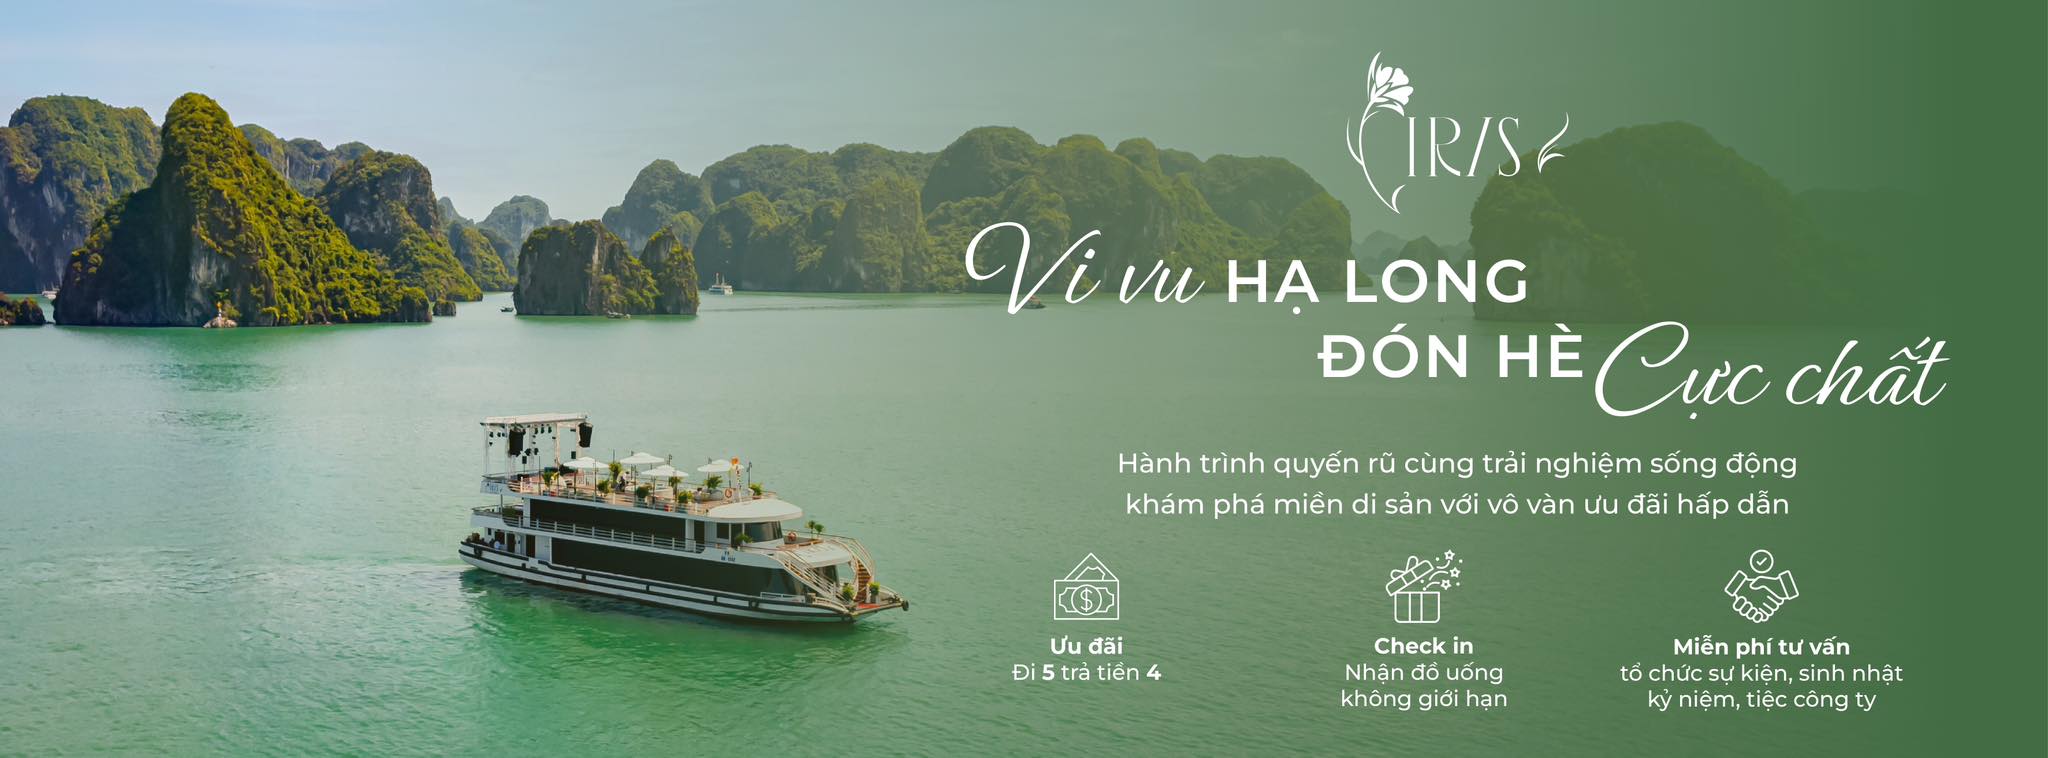 IRIS
Vi vu HẠ LONG
ĐÓN HÈ Cực chất
Hành trình quyến rũ cùng trải nghiệm sống động
khám phá miền di sản với vô vàn ưu đãi hấp dẫn
Ưu đãi
Đi 5 trả tiền 4
Check in
Nhận đồ uống
không giới hạn
Miễn phí tư vấn
tổ chức sự kiện, sinh nhật
kỷ niệm, tiệc công ty